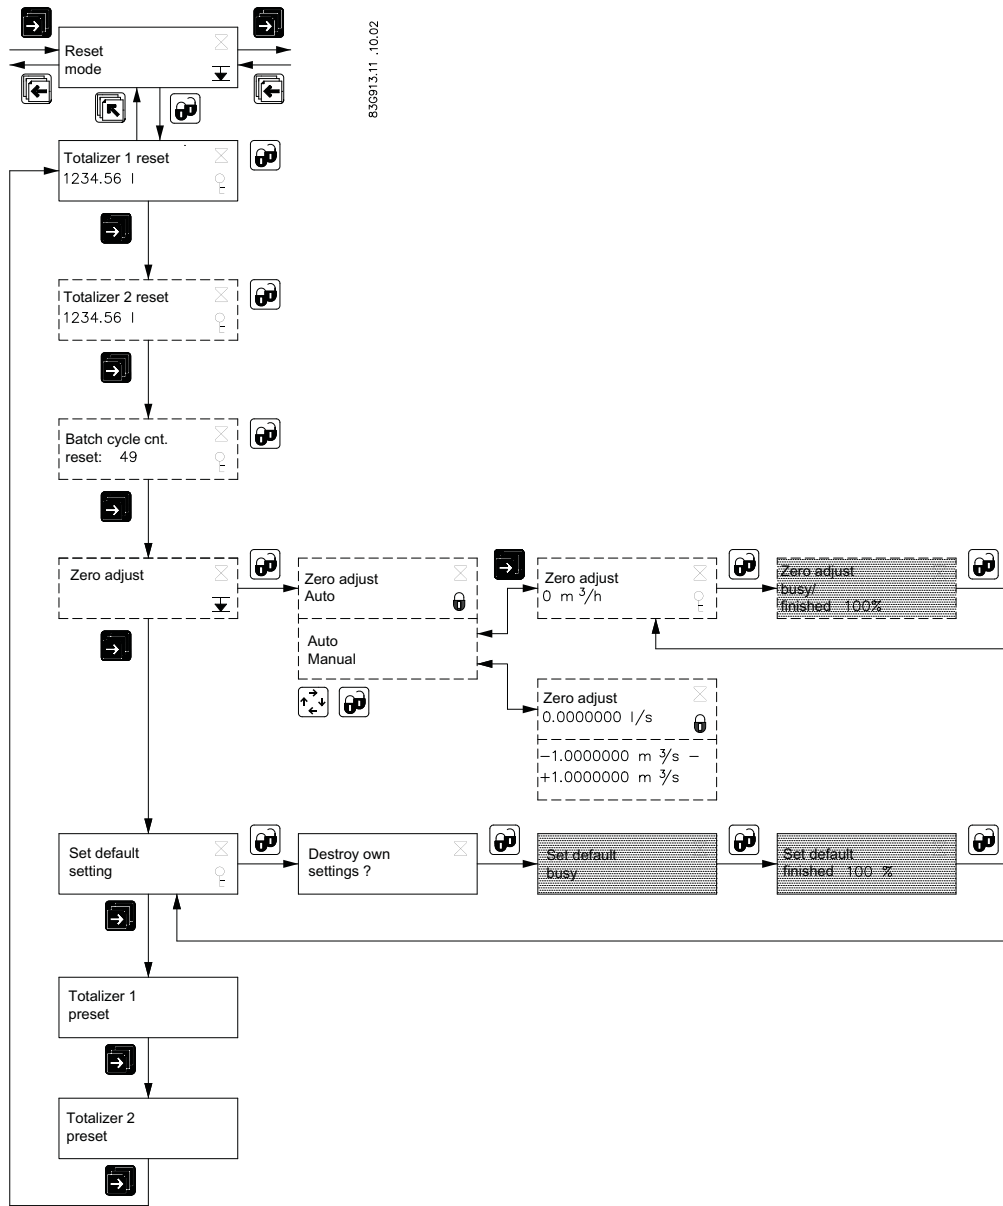 Reset
mode
83G913.11 .10.02
Totalizer 1 reset
1234.56 l
Totalizer 2 reset
1234.56 l
Batch cycle cnt.
reset: 49
Zero adjust
Zero adjust
Auto
Auto
Manual
Zero adjust
0 m³/h
Zero adjust
busy/
finished 100%
Zero adjust
0.0000000 l/s
−1.0000000 m³/s −
+1.0000000 m³/s
Set default
setting
Destroy own
settings ?
Set default
busy
Set default
finished 100 %
Totalizer 1
preset
Totalizer 2
preset